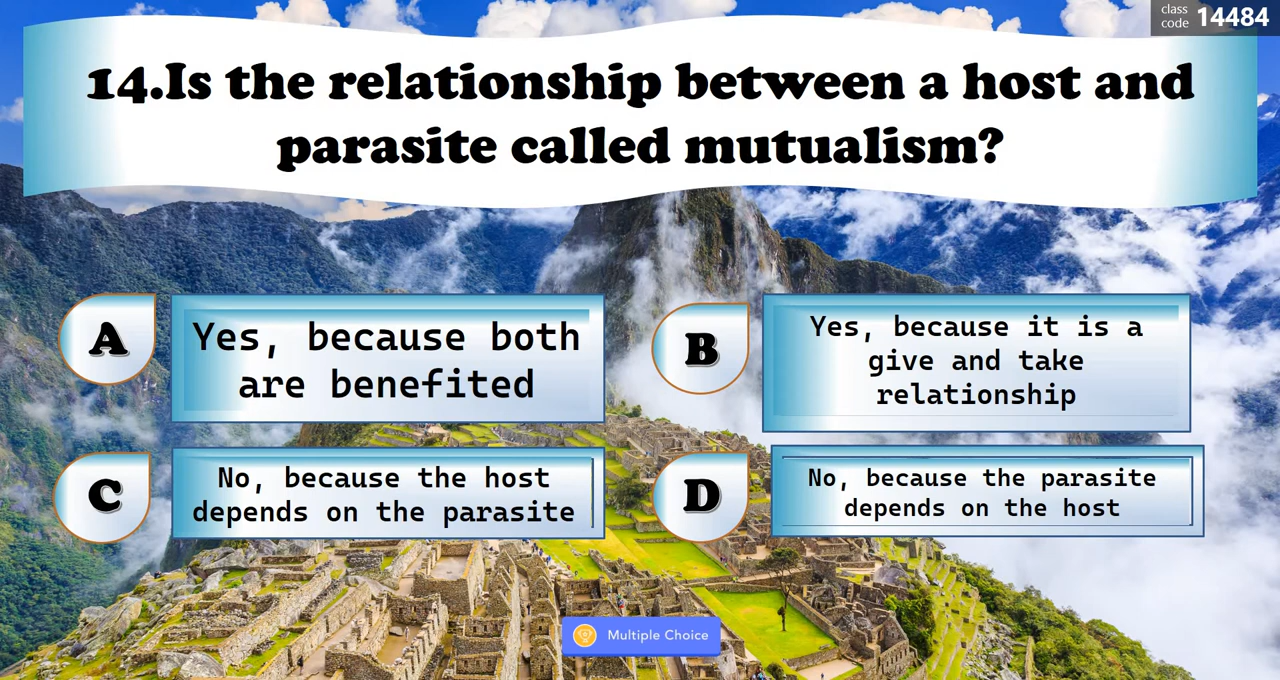 class
code 14484
14.Is the relationship between a host and
parasite called mutualism?
A
Yes, because both
are benefited
B
Yes, because it is a
give and take
relationship
C
No, because the host
depends on the parasite
D
No, because the parasite
depends on the host
Multiple Choice